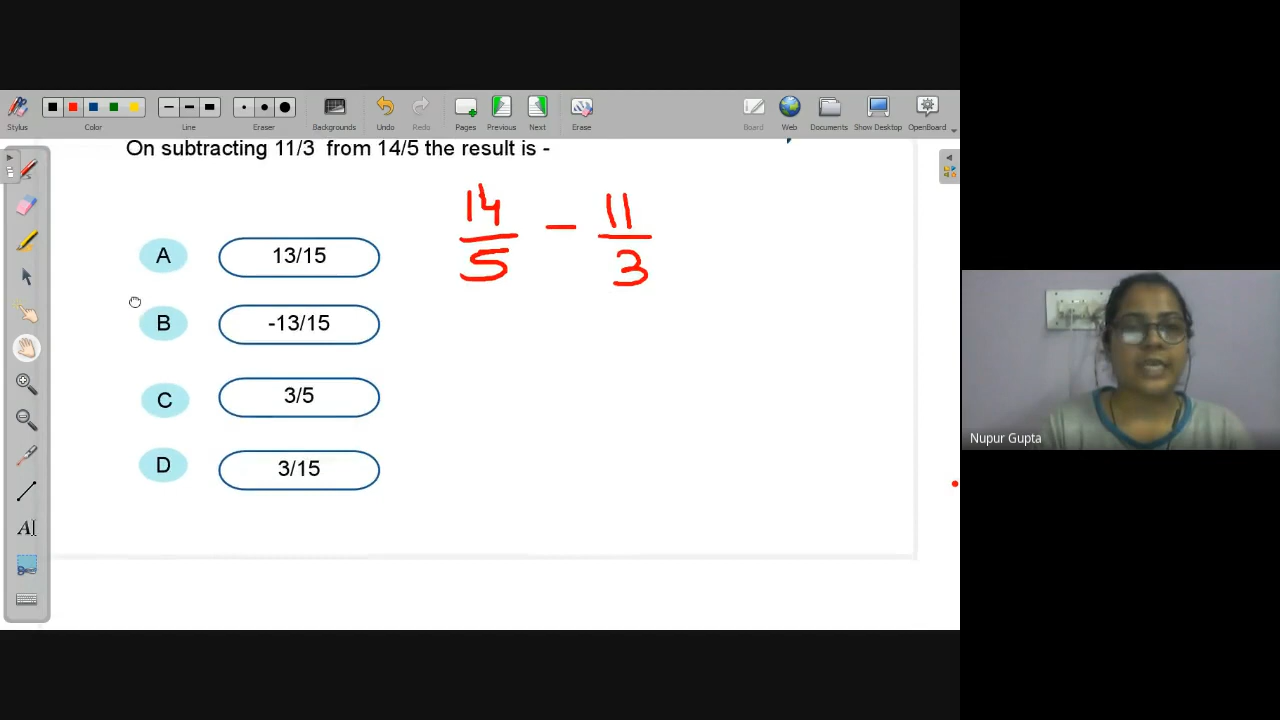 Stylus
Color
Line
Eraser
Backgrounds
Undo
Redo
Pages
Previous
Next
Erase
Board
Web
Documents
Show Desktop
OpenBoard
On subtracting 11/3 from 14/5 the result is -
14/5 - 11/3
A 13/15
B -13/15
C 3/5
D 3/15
A
Nupur Gupta